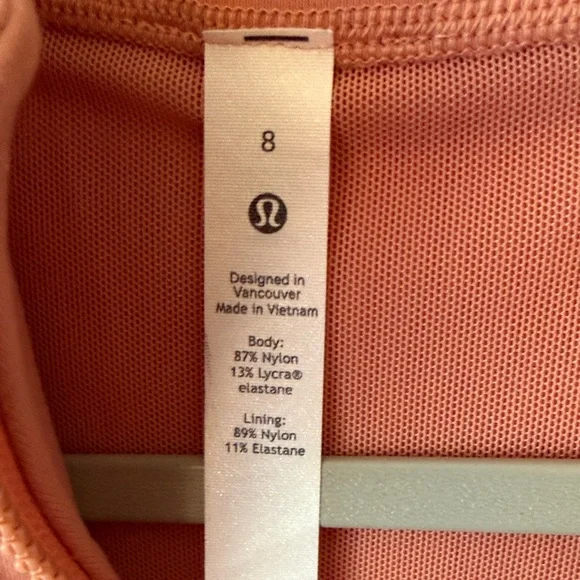 8
Designed in
Vancouver
Made in Vietnam
Body:
87% Nylon
13% Lycra®
elastane
Lining:
89% Nylon
11% Elastane